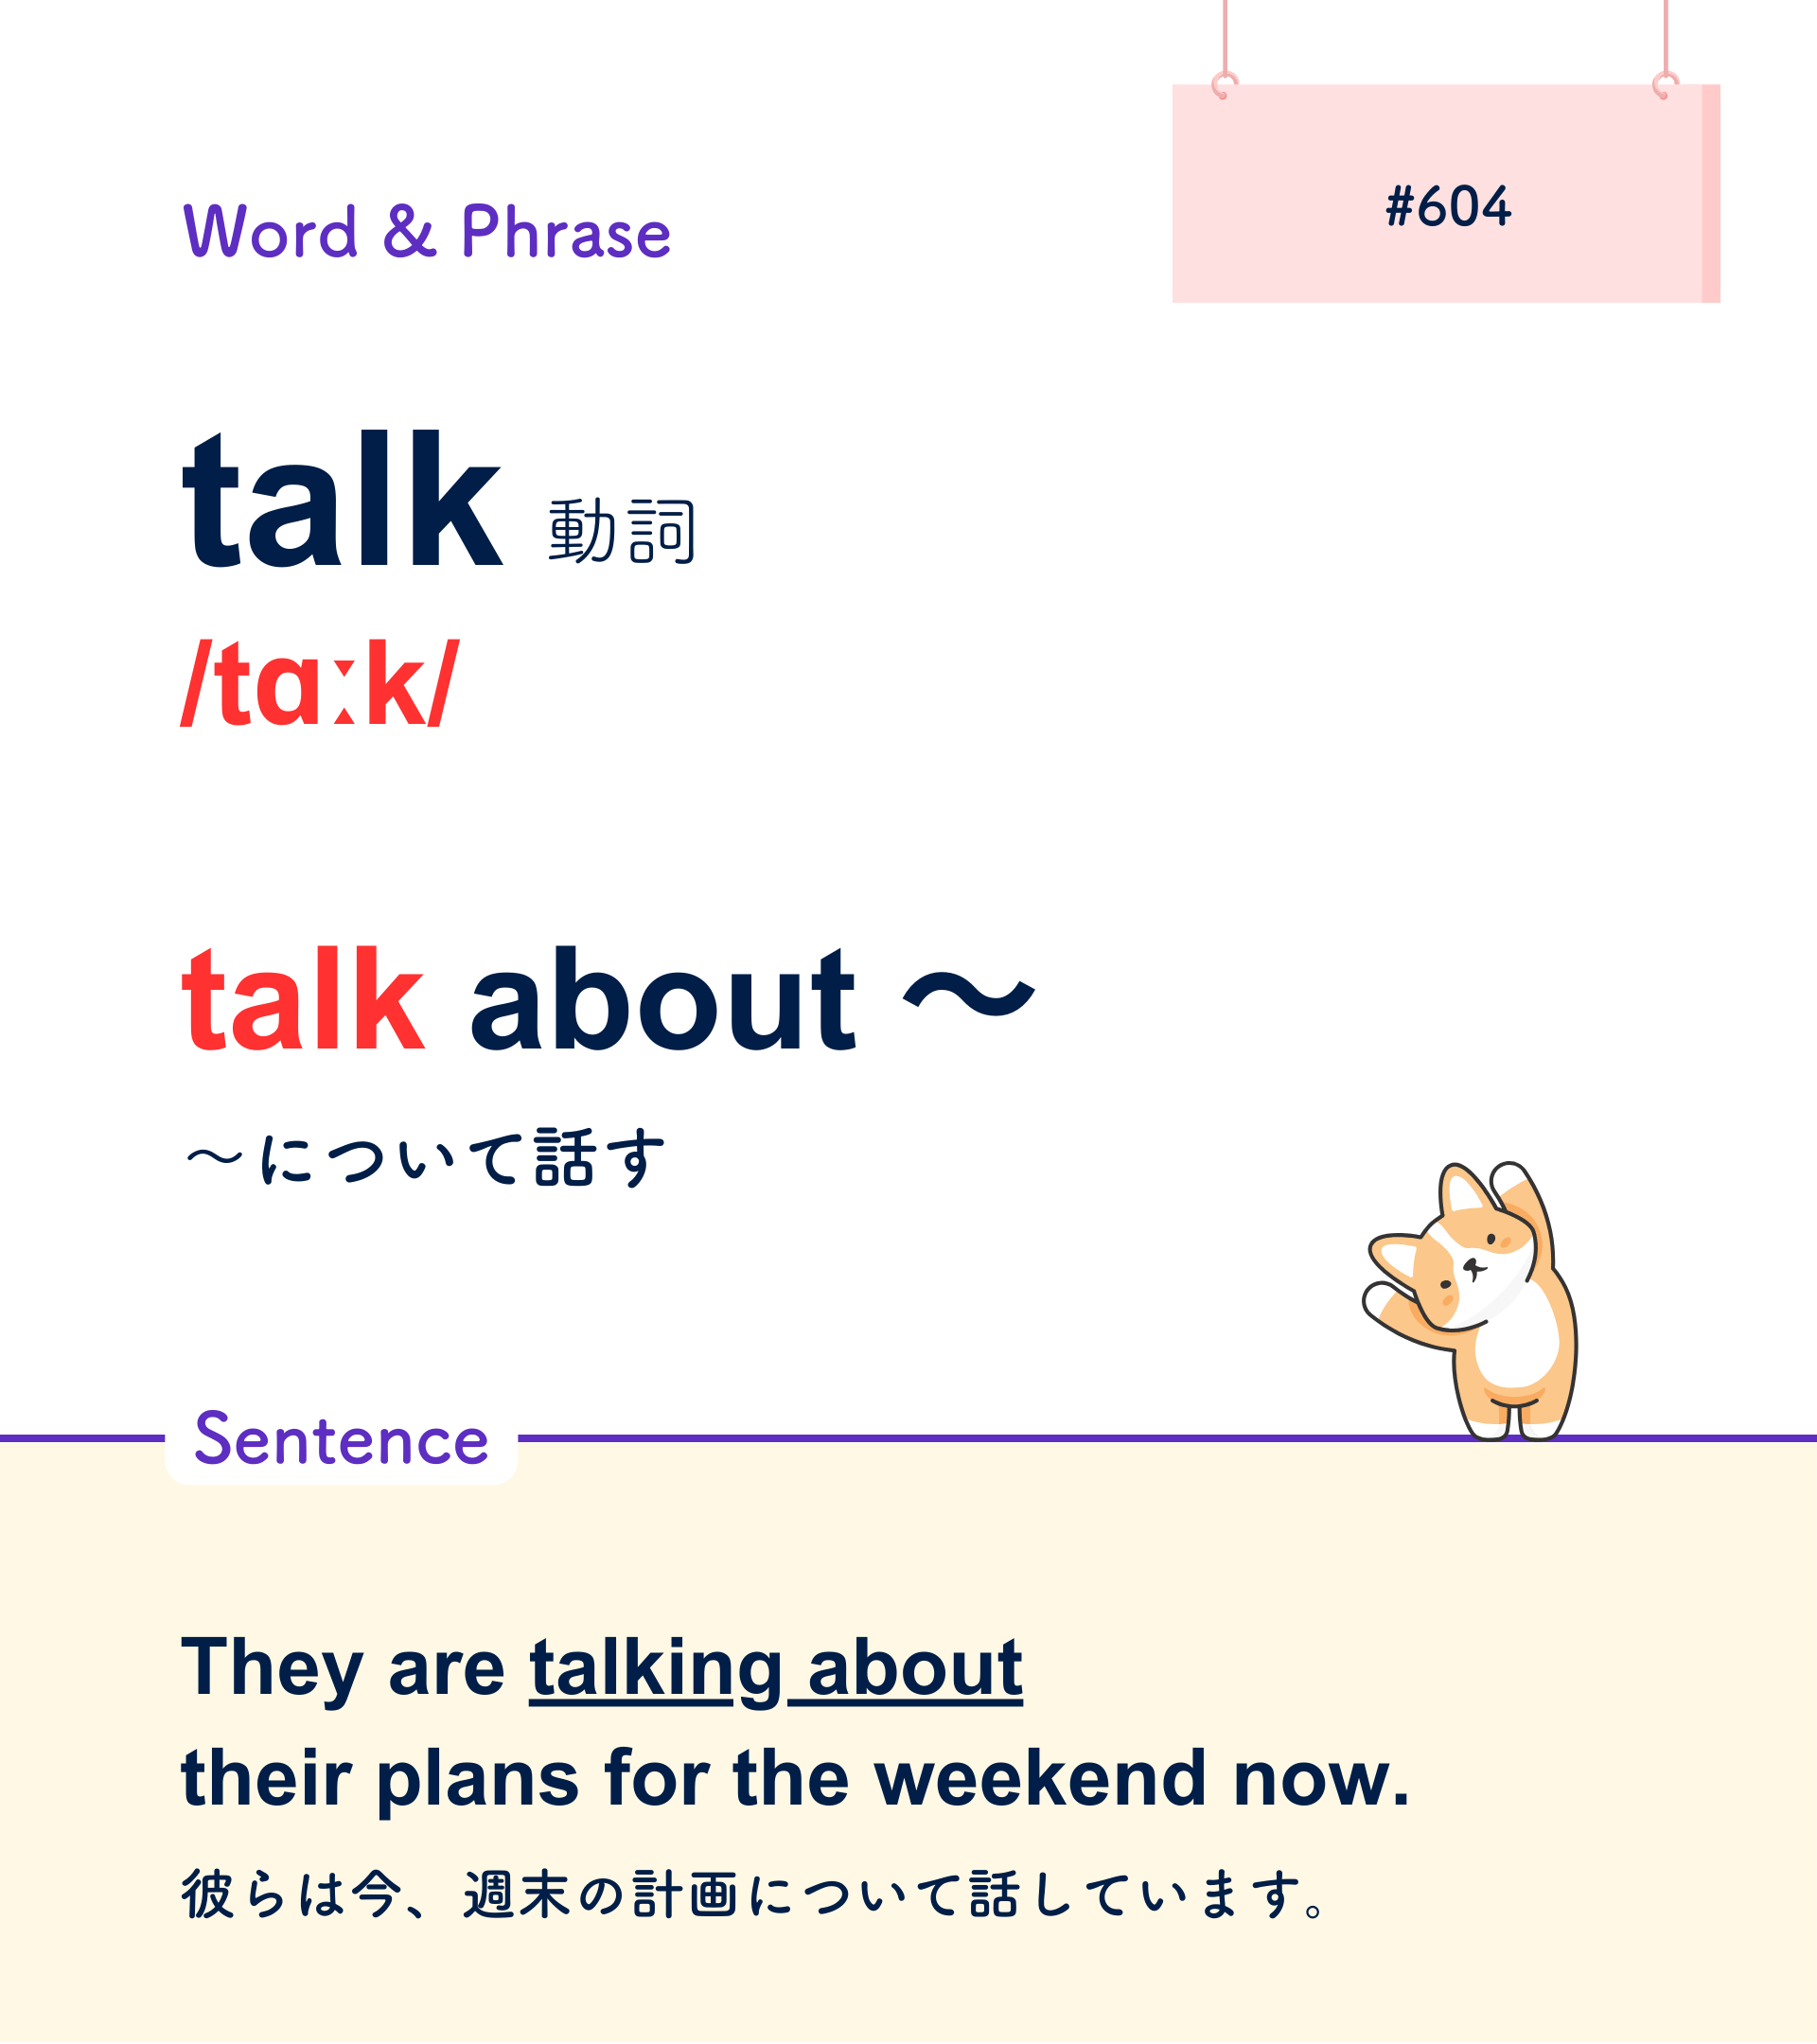 #604
Word & Phrase
talk 動詞
/tɑːk/
talk about 〜
〜について話す
Sentence
They are talking about
their plans for the weekend now.
彼らは今、週末の計画について話しています。